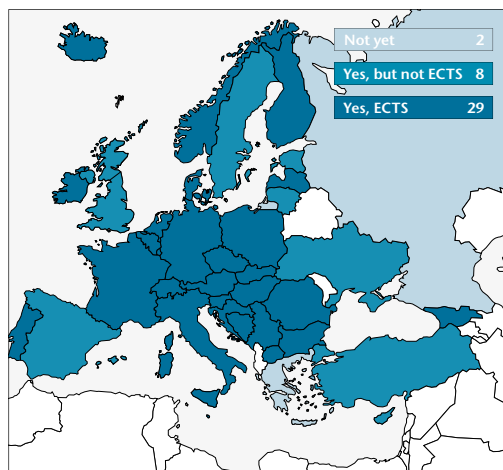 Not yet 2
Yes, but not ECTS 8
Yes, ECTS 29